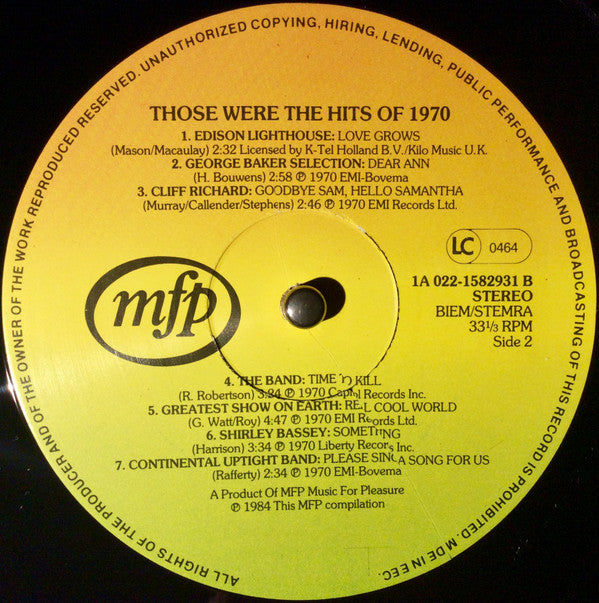 ALL RIGHTS OF THE PRODUCER AND OF THE OWNER OF THE WORK REPRODUCED RESERVED. UNAUTHORIZED COPYING, HIRING, LENDING, PUBLIC PERFORMANCE AND BROADCASTING OF THIS RECORD IS PROHIBITED. MADE IN EEC.
THOSE WERE THE HITS OF 1970
1. EDISON LIGHTHOUSE: LOVE GROWS
(Mason/Macaulay) 2:32 Licensed by K-Tel Holland B.V./Kilo Music U.K.
2. GEORGE BAKER SELECTION: DEAR ANN
(H. Bouwens) 2:58 ℗ 1970 EMI-Bovema
3. CLIFF RICHARD: GOODBYE SAM, HELLO SAMANTHA
(Murray/Callender/Stephens) 2:46 ℗ 1970 EMI Records Ltd.
LC 0464
mfp
1A 022-1582931 B
STEREO
BIEM/STEMRA
33⅓ RPM
Side 2
4. THE BAND: TIME TO KILL
(R. Robertson) 3:24 ℗ 1970 Capitol Records Inc.
5. GREATEST SHOW ON EARTH: REAL COOL WORLD
(G. Watt/Roy) 4:47 ℗ 1970 EMI Records Ltd.
6. SHIRLEY BASSEY: SOMETHING
(Harrison) 3:34 ℗ 1970 Liberty Records Inc.
7. CONTINENTAL UPTIGHT BAND: PLEASE SING A SONG FOR US
(Rafferty) 2:34 ℗ 1970 EMI-Bovema
A Product Of MFP Music For Pleasure
℗ 1984 This MFP compilation